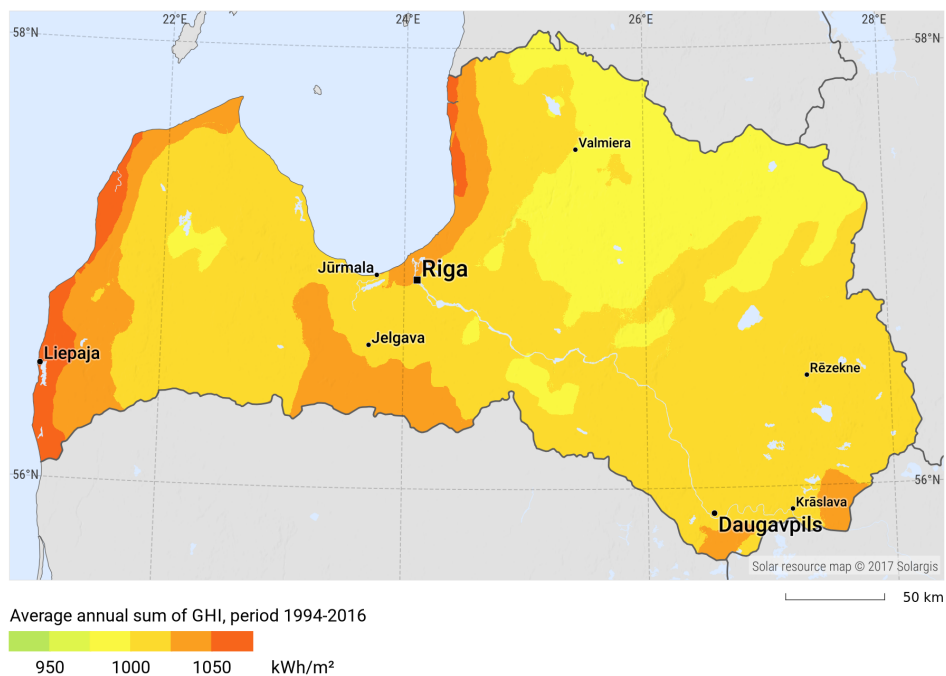 22°E 24°E 26°E 28°E
58°N 58°N
Valmiera
Jūrmala Riga
Jelgava
Liepaja
Rēzekne
56°N 56°N
Krāslava
Daugavpils
Solar resource map © 2017 Solargis
50 km
Average annual sum of GHI, period 1994-2016
950 1000 1050 kWh/m²